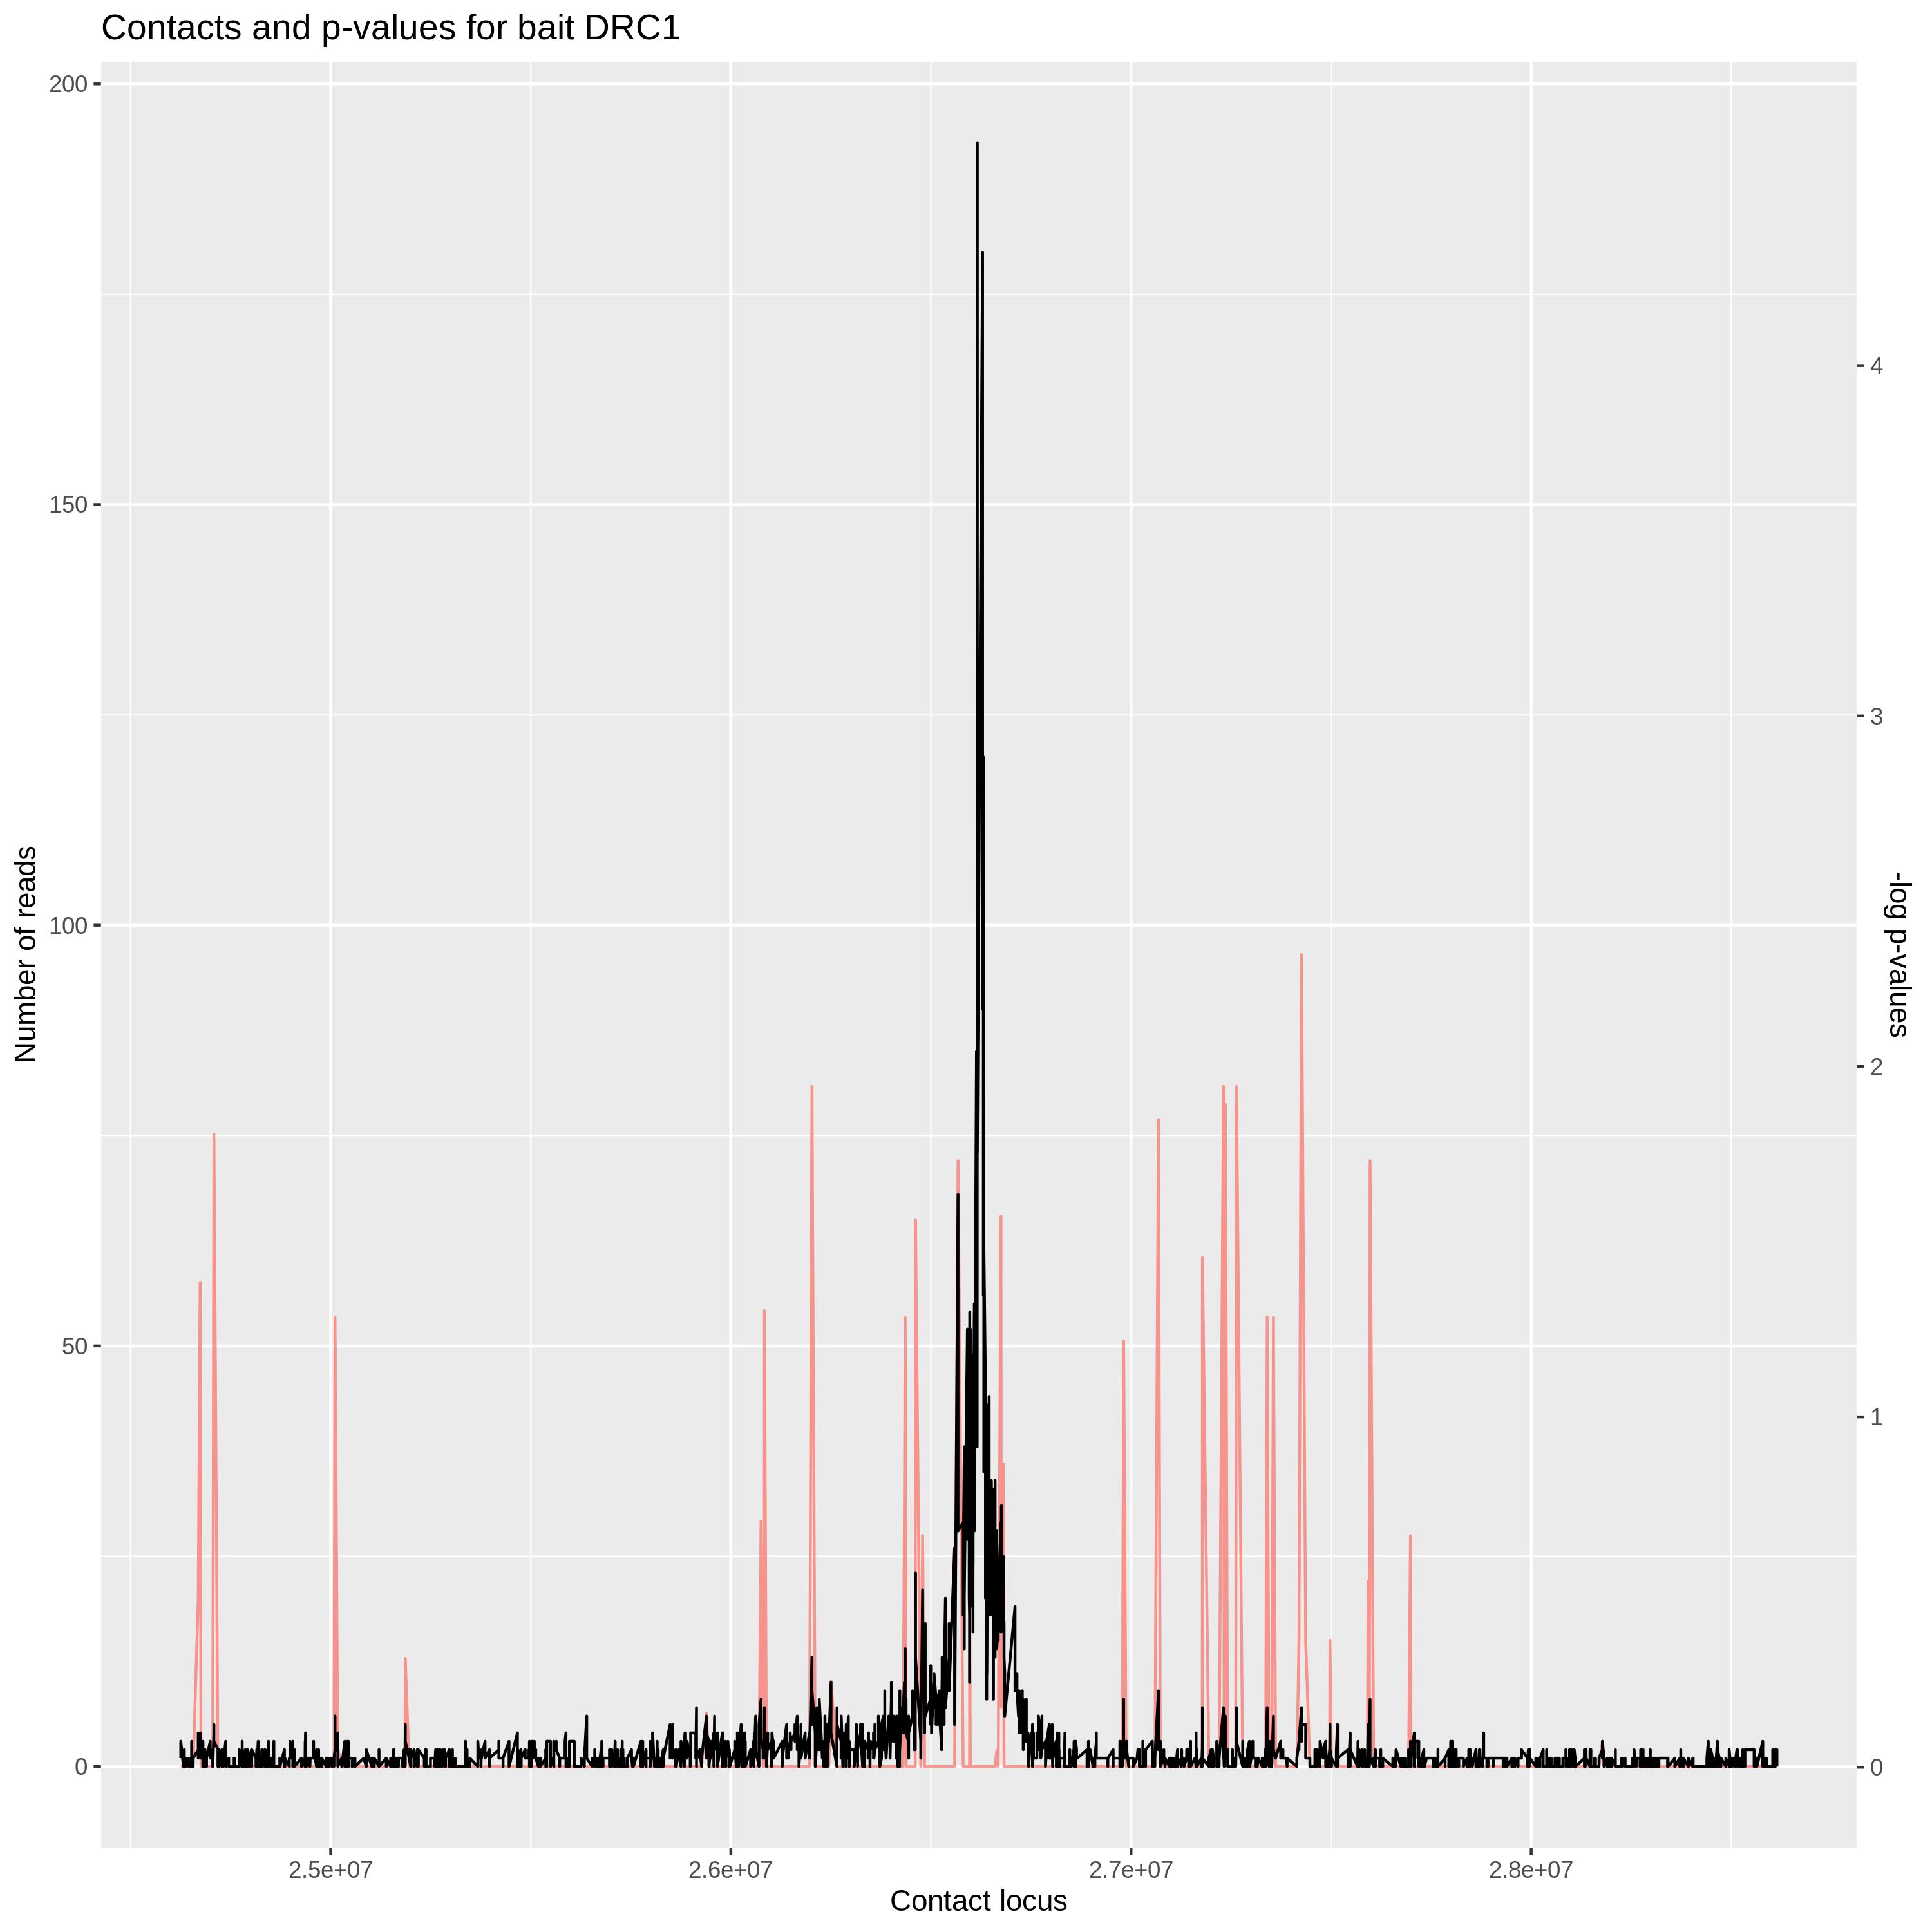 Contacts and p-values for bait DRC1
200
150
100
50
0
Number of reads
4
3
2
1
0
-log p-values
2.5e+07
2.6e+07
2.7e+07
2.8e+07
Contact locus